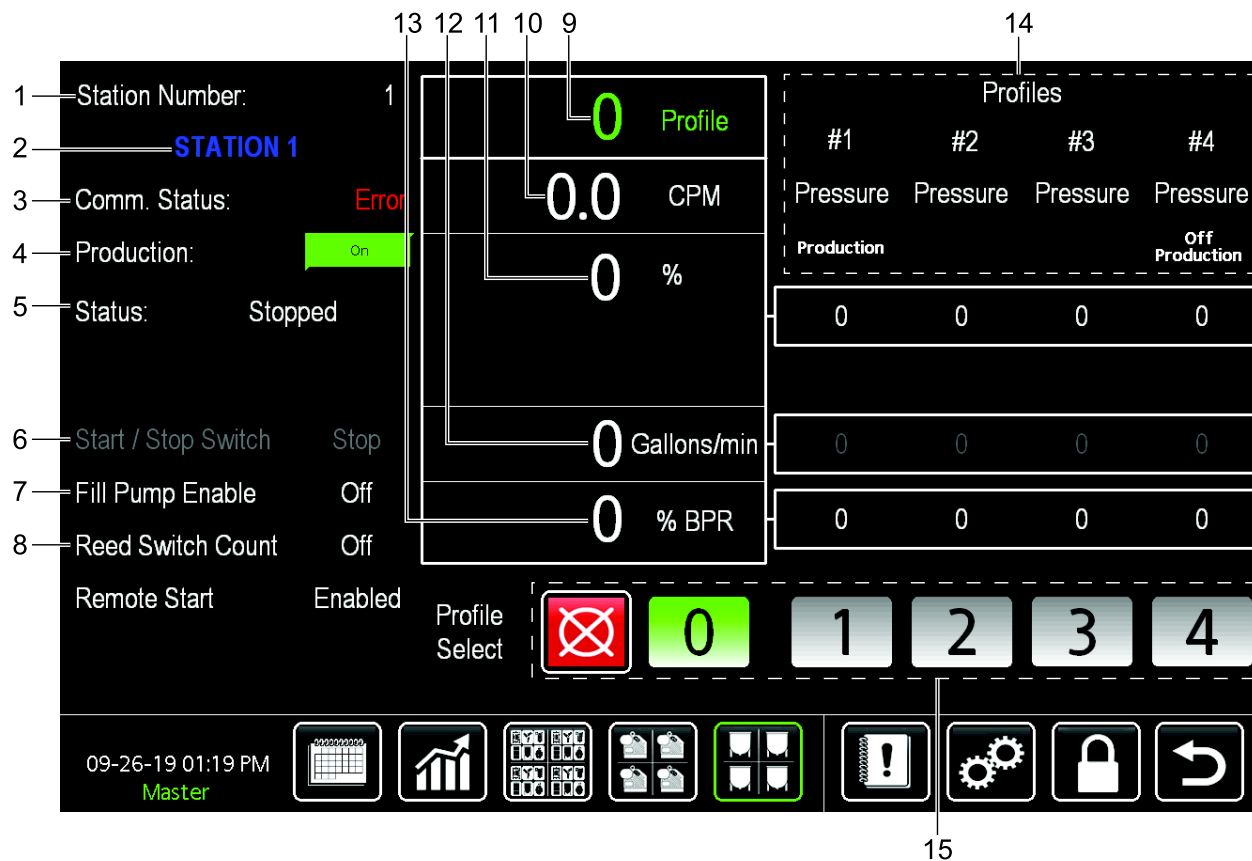 13 12 11 10 9 14
1 Station Number: 1
2 STATION 1
3 Comm. Status: Error
4 Production: On
5 Status: Stopped
6 Start / Stop Switch Stop
7 Fill Pump Enable Off
8 Reed Switch Count Off
Remote Start Enabled
0 Profile
0.0 CPM
0 %
0 Gallons/min
0 % BPR
Profiles
#1 #2 #3 #4
Pressure Pressure Pressure Pressure
Production Off Production
0 0 0 0
0 0 0 0
0 0 0 0
Profile Select 0 1 2 3 4
09-26-19 01:19 PM
Master
15